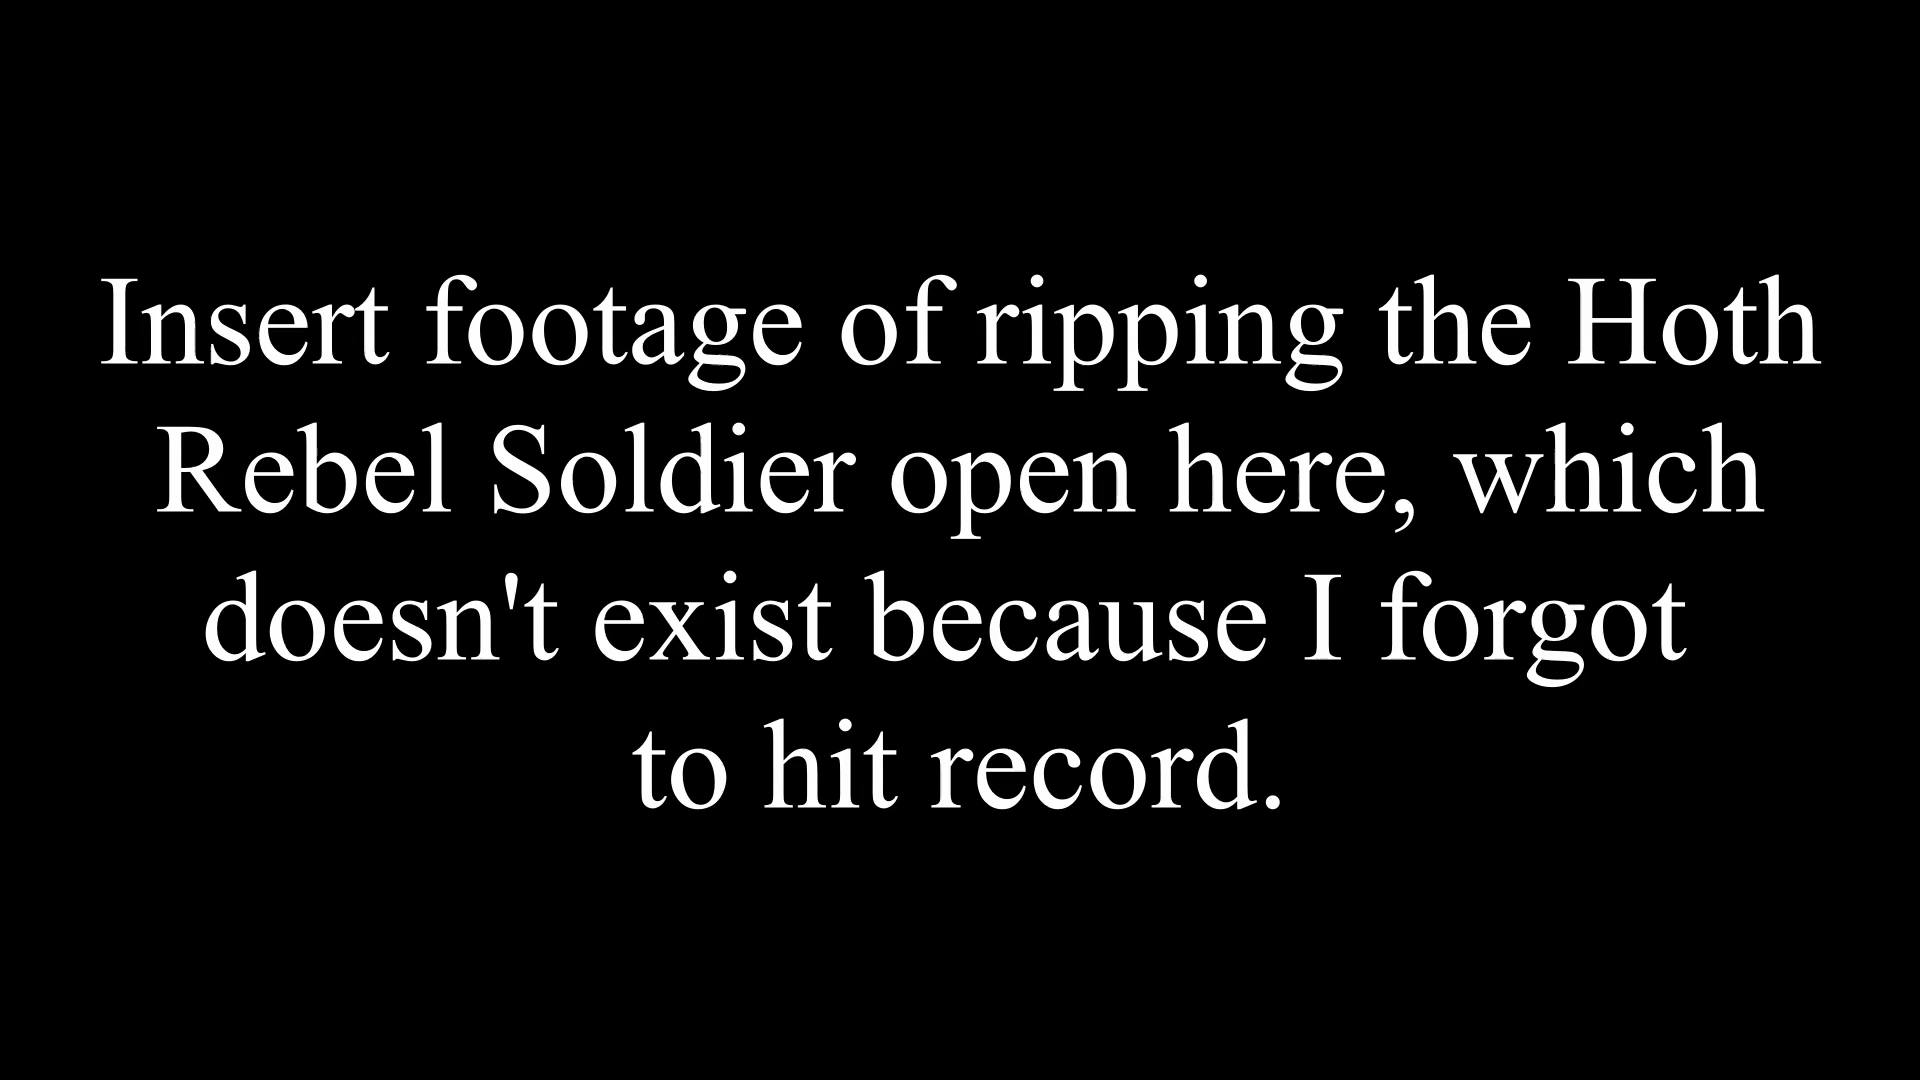 Insert footage of ripping the Hoth
Rebel Soldier open here, which
doesn't exist because I forgot
to hit record.